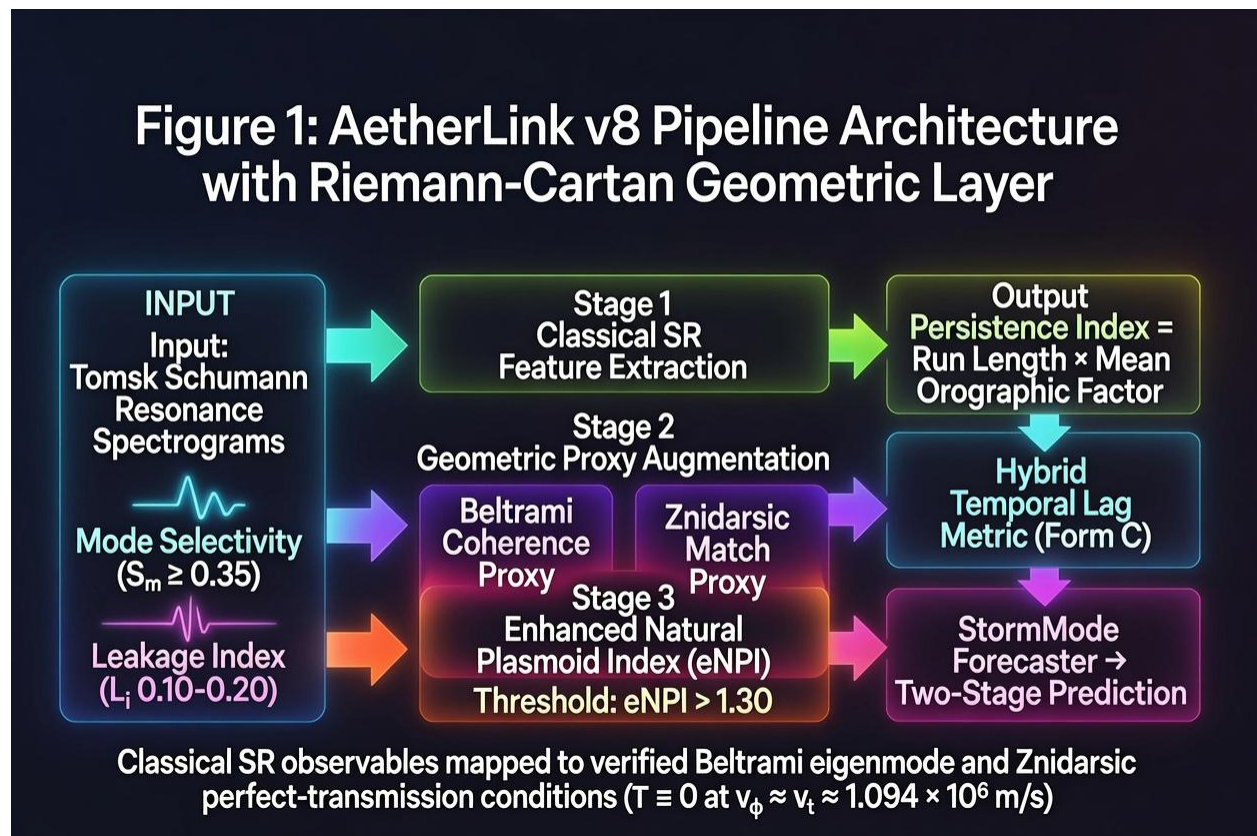 Figure 1: AetherLink v8 Pipeline Architecture
with Riemann-Cartan Geometric Layer
INPUT
Input:
Tomsk Schumann
Resonance
Spectrograms
Mode Selectivity
(Sₘ ≥ 0.35)
Leakage Index
(Lᵢ 0.10-0.20)
Stage 1
Classical SR
Feature Extraction
Stage 2
Geometric Proxy Augmentation
Beltrami
Coherence
Proxy
Znidarsic
Match
Proxy
Stage 3
Enhanced Natural
Plasmoid Index (eNPI)
Threshold: eNPI > 1.30
Output
Persistence Index =
Run Length × Mean
Orographic Factor
Hybrid
Temporal Lag
Metric (Form C)
StormMode
Forecaster →
Two-Stage Prediction
Classical SR observables mapped to verified Beltrami eigenmode and Znidarsic
perfect-transmission conditions (T ≡ 0 at v_ϕ ≈ vₜ ≈ 1.094 × 10⁶ m/s)